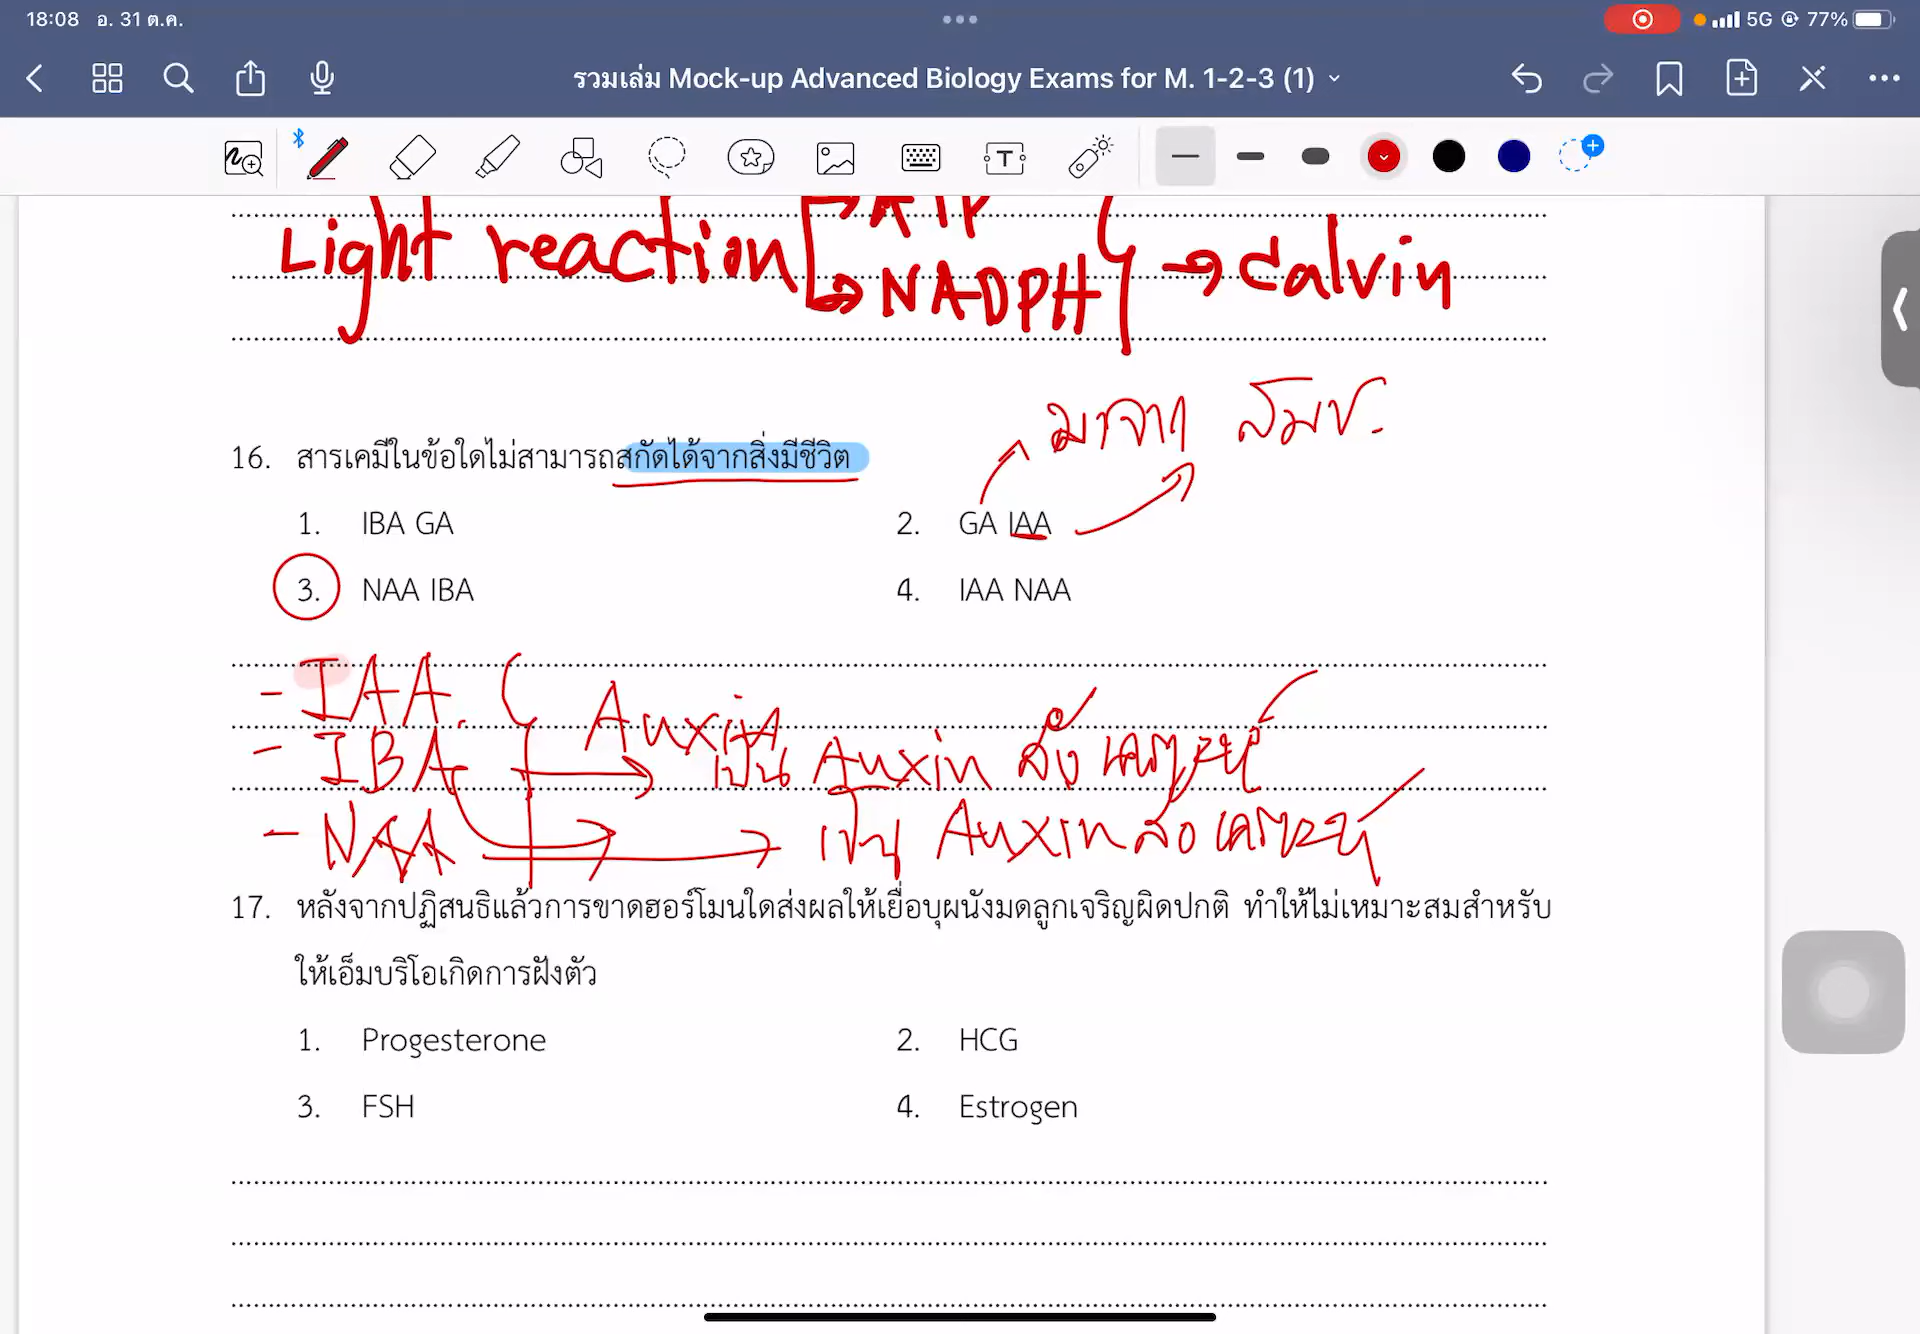 18:08 อ. 31 ต.ค. 5G 77%
รวมเล่ม Mock-up Advanced Biology Exams for M. 1-2-3 (1)
ATP
Light reaction NADPH → calvin
มาจาก สมช.
16. สารเคมีในข้อใดไม่สามารถสกัดได้จากสิ่งมีชีวิต
1. IBA GA 2. GA IAA
3. NAA IBA 4. IAA NAA
- IAA Auxin
- IBA → เป็น Auxin สังเคราะห์
- NAA → เป็น Auxin สังเคราะห์
17. หลังจากปฏิสนธิแล้วการขาดฮอร์โมนใดส่งผลให้เยื่อบุผนังมดลูกเจริญผิดปกติ ทำให้ไม่เหมาะสมสำหรับ
ให้เอ็มบริโอเกิดการฝังตัว
1. Progesterone 2. HCG
3. FSH 4. Estrogen